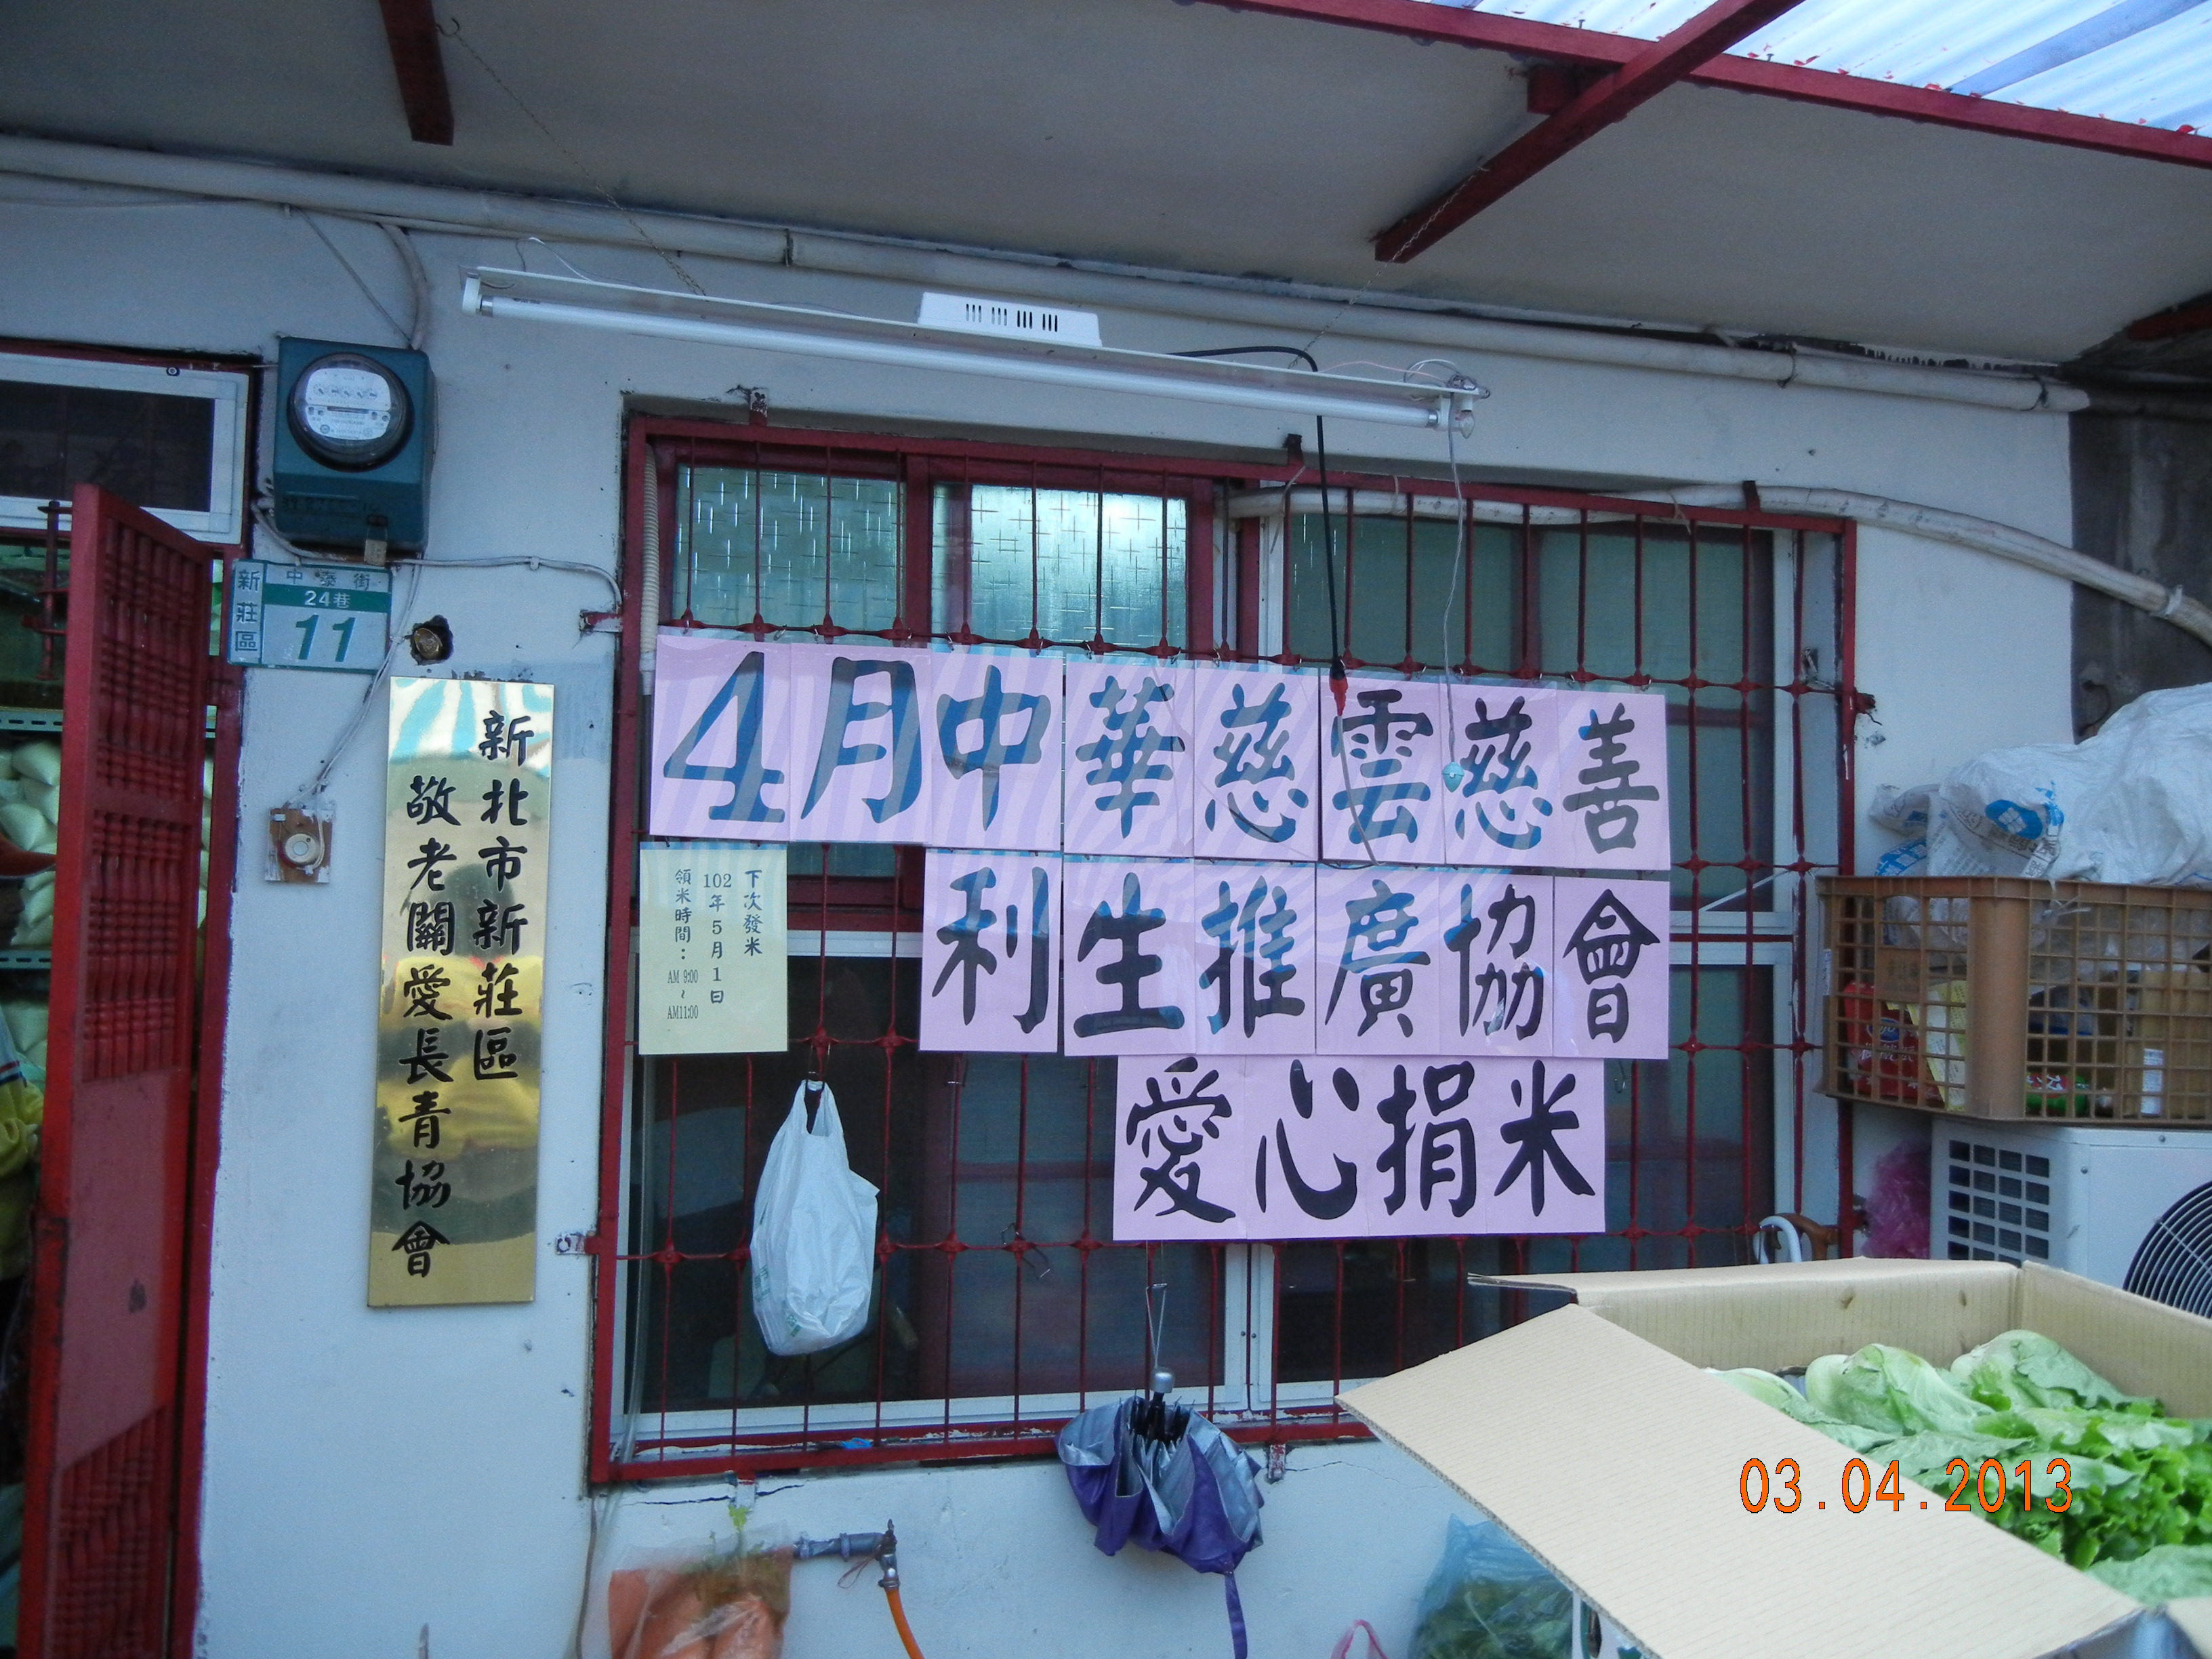 中泰街
24巷
新莊區
11
新北市新莊區
敬老關愛長青協會
4月中華慈雲慈善
利生推廣協會
愛心捐米
下次發米
102年5月1日
領米時間：
AM 9:00
~
AM11:00
03.04.2013